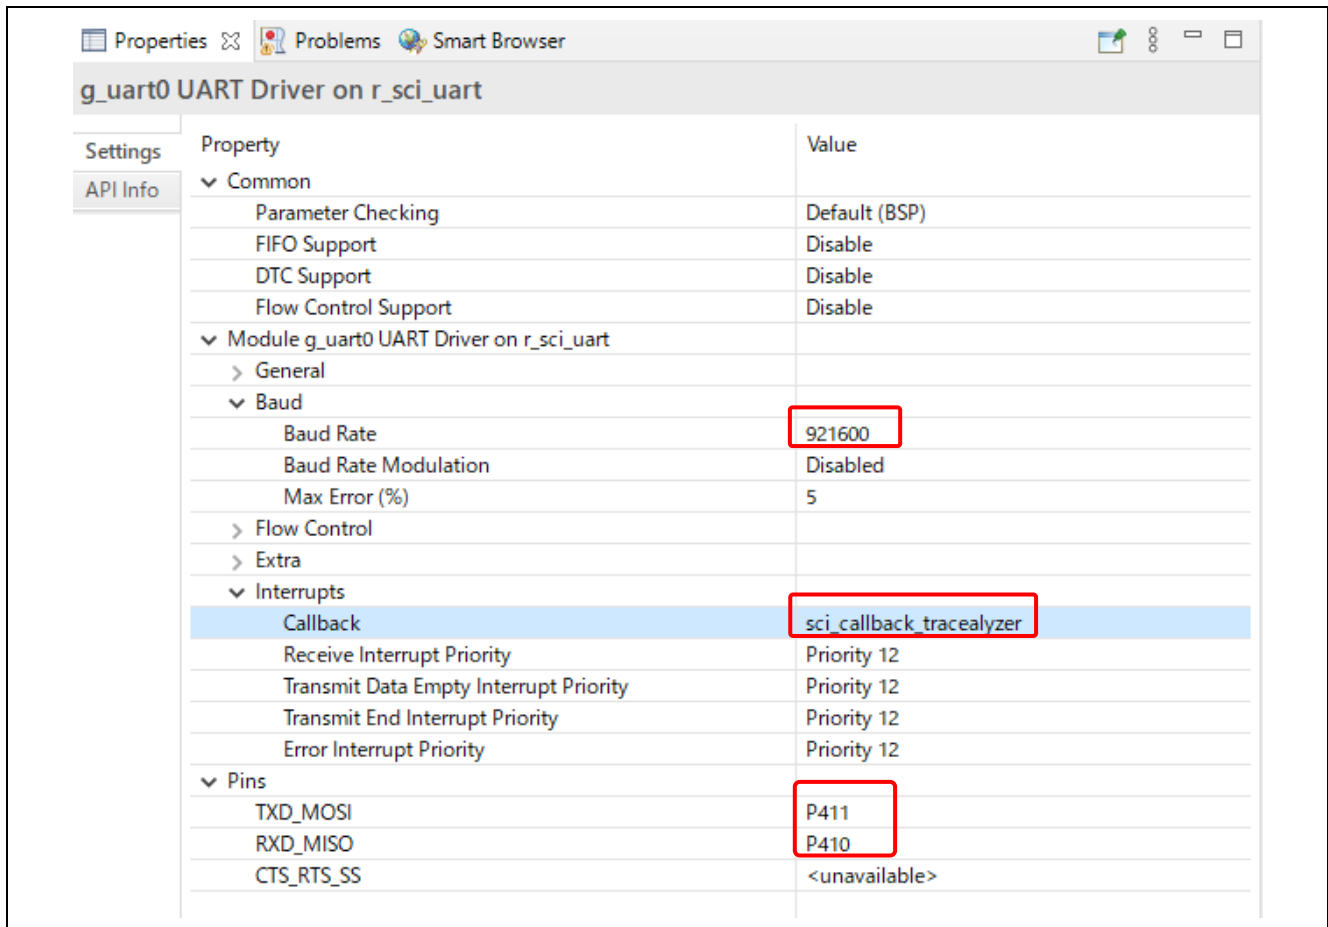 Properties Problems Smart Browser
g_uart0 UART Driver on r_sci_uart
Settings
API Info
Property Value
Common
Parameter Checking Default (BSP)
FIFO Support Disable
DTC Support Disable
Flow Control Support Disable
Module g_uart0 UART Driver on r_sci_uart
General
Baud
Baud Rate 921600
Baud Rate Modulation Disabled
Max Error (%) 5
Flow Control
Extra
Interrupts
Callback sci_callback_tracealyzer
Receive Interrupt Priority Priority 12
Transmit Data Empty Interrupt Priority Priority 12
Transmit End Interrupt Priority Priority 12
Error Interrupt Priority Priority 12
Pins
TXD_MOSI P411
RXD_MISO P410
CTS_RTS_SS <unavailable>